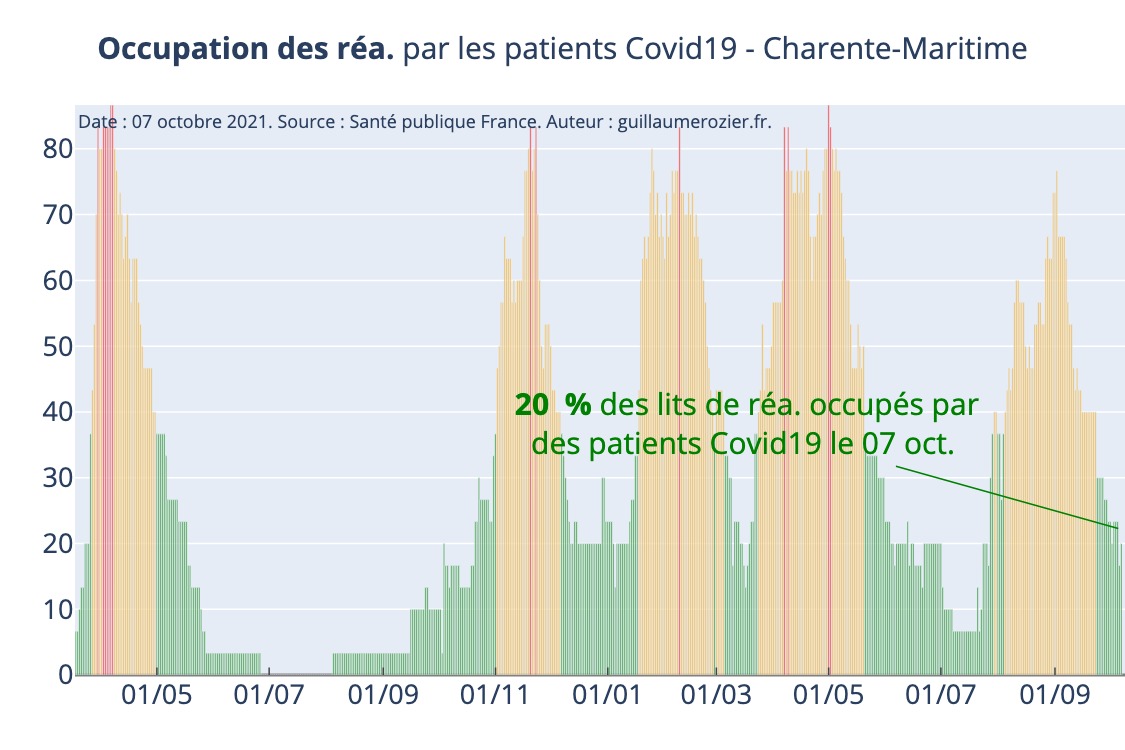 Occupation des réa. par les patients Covid19 - Charente-Maritime
Date : 07 octobre 2021. Source : Santé publique France. Auteur : guillaumerozier.fr.
80
70
60
50
40
30
20
10
0
20 % des lits de réa. occupés par
des patients Covid19 le 07 oct.
01/05 01/07 01/09 01/11 01/01 01/03 01/05 01/07 01/09